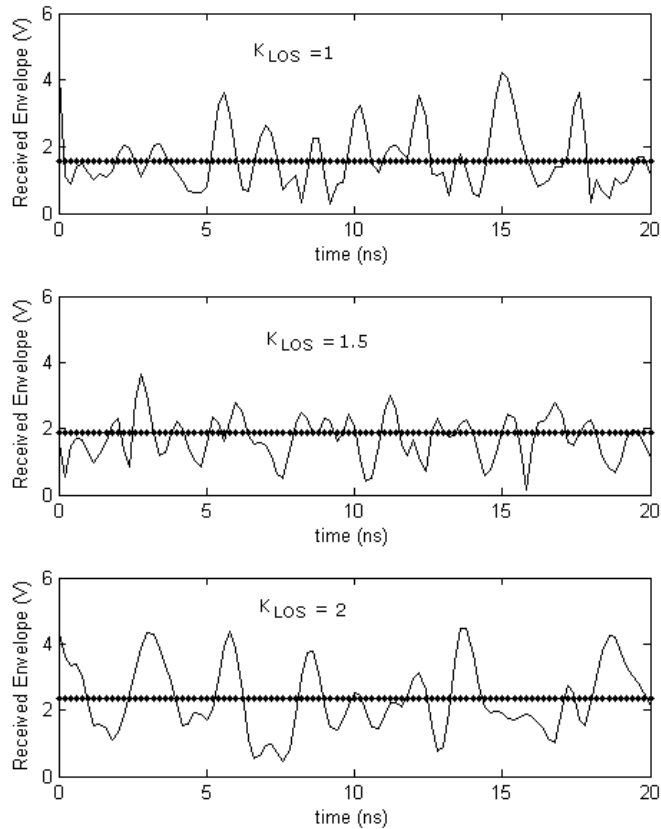 6
4
2
0
Received Envelope (V)
K_LOS =1
0 5 10 15 20
time (ns)
6
4
2
0
Received Envelope (V)
K_LOS = 1.5
0 5 10 15 20
time (ns)
6
4
2
0
Received Envelope (V)
K_LOS = 2
0 5 10 15 20
time (ns)